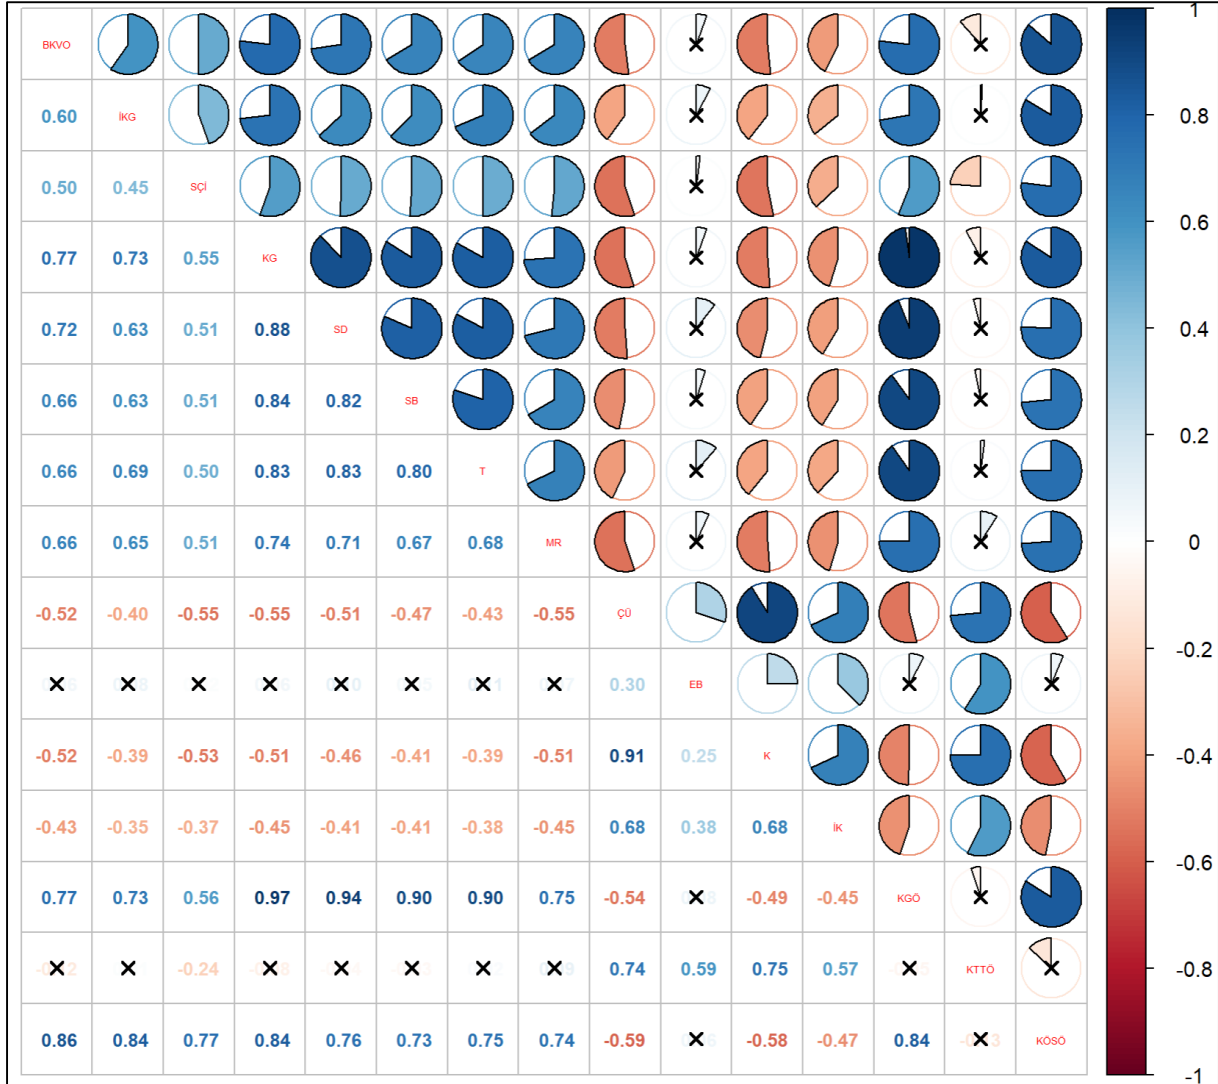 BKVO
0.60 İKG
0.50 0.45 SÇİ
0.77 0.73 0.55 KG
0.72 0.63 0.51 0.88 SD
0.66 0.63 0.51 0.84 0.82 SB
0.66 0.69 0.50 0.83 0.83 0.80 T
0.66 0.65 0.51 0.74 0.71 0.67 0.68 MR
-0.52 -0.40 -0.55 -0.55 -0.51 -0.47 -0.43 -0.55 ÇÜ
0.30 EB
-0.52 -0.39 -0.53 -0.51 -0.46 -0.41 -0.39 -0.51 0.91 0.25 K
-0.43 -0.35 -0.37 -0.45 -0.41 -0.41 -0.38 -0.45 0.68 0.38 0.68 İK
0.77 0.73 0.56 0.97 0.94 0.90 0.90 0.75 -0.54 -0.49 -0.45 KGÖ
-0.24 0.74 0.59 0.75 0.57 KTTÖ
0.86 0.84 0.77 0.84 0.76 0.73 0.75 0.74 -0.59 -0.58 -0.47 0.84 KÖSÖ
1
0.8
0.6
0.4
0.2
0
-0.2
-0.4
-0.6
-0.8
-1